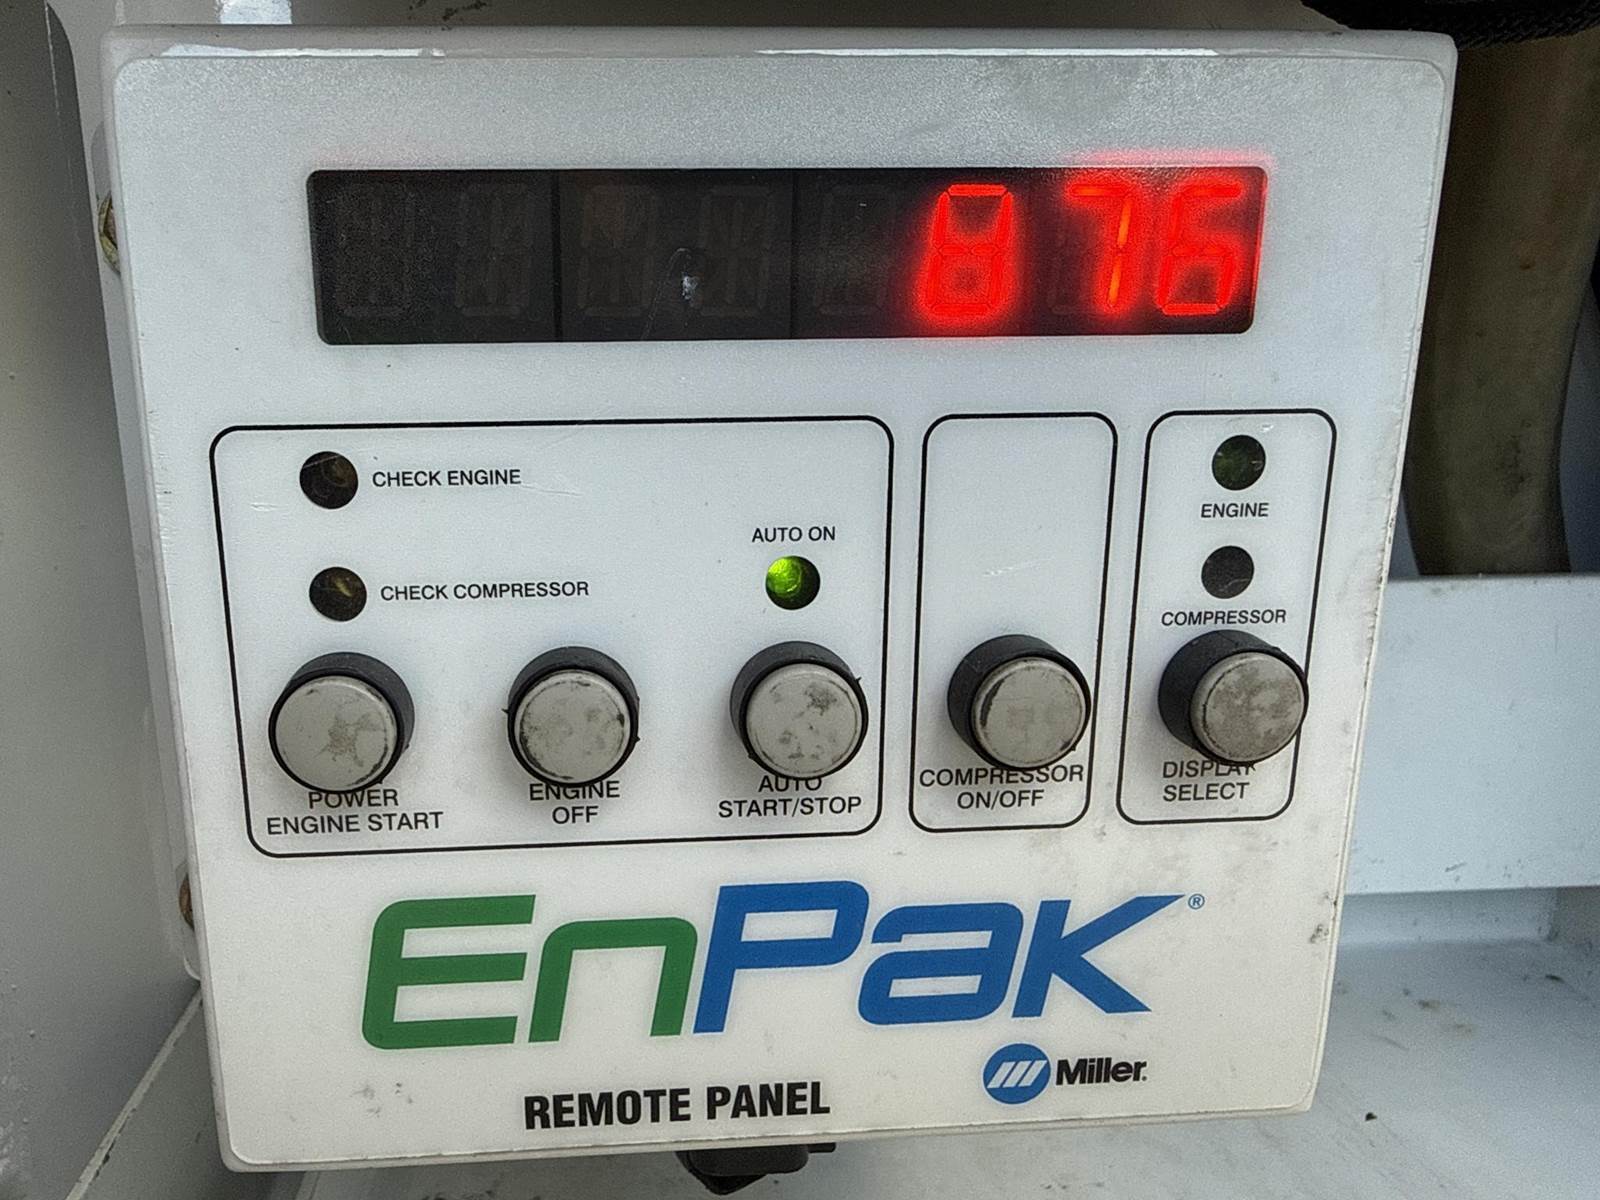 876
CHECK ENGINE
AUTO ON
ENGINE
CHECK COMPRESSOR
COMPRESSOR
POWER
ENGINE START
ENGINE
OFF
AUTO
START/STOP
COMPRESSOR
ON/OFF
DISPLAY
SELECT
EnPak®
Miller.
REMOTE PANEL